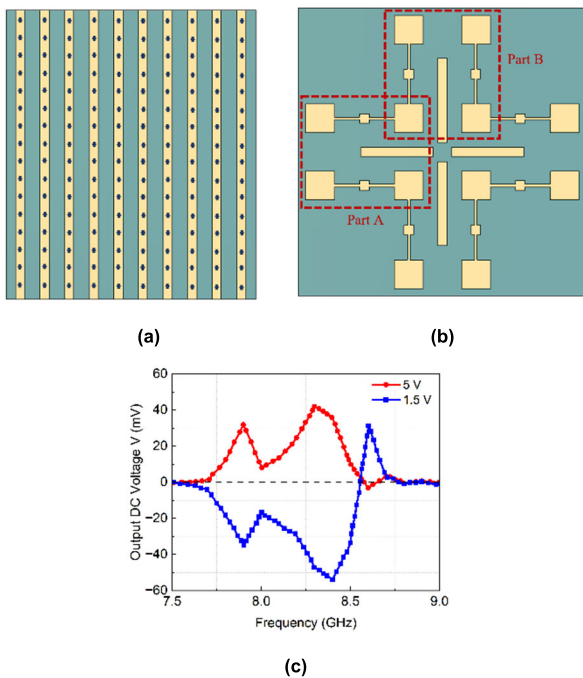 Part B
Part A
(a)
(b)
5 V
1.5 V
Output DC Voltage V (mV)
60
40
20
0
−20
−40
−60
7.5
8.0
8.5
9.0
Frequency (GHz)
(c)